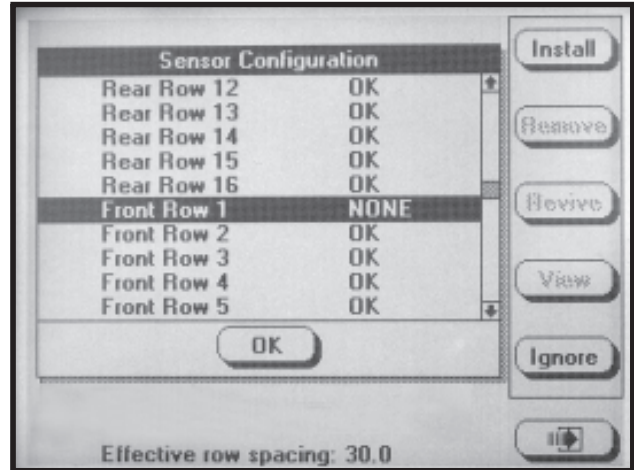 Sensor Configuration
Rear Row 12 OK
Rear Row 13 OK
Rear Row 14 OK
Rear Row 15 OK
Rear Row 16 OK
Front Row 1 NONE
Front Row 2 OK
Front Row 3 OK
Front Row 4 OK
Front Row 5 OK
OK
Effective row spacing: 30.0
Install
Remove
Revive
View
Ignore